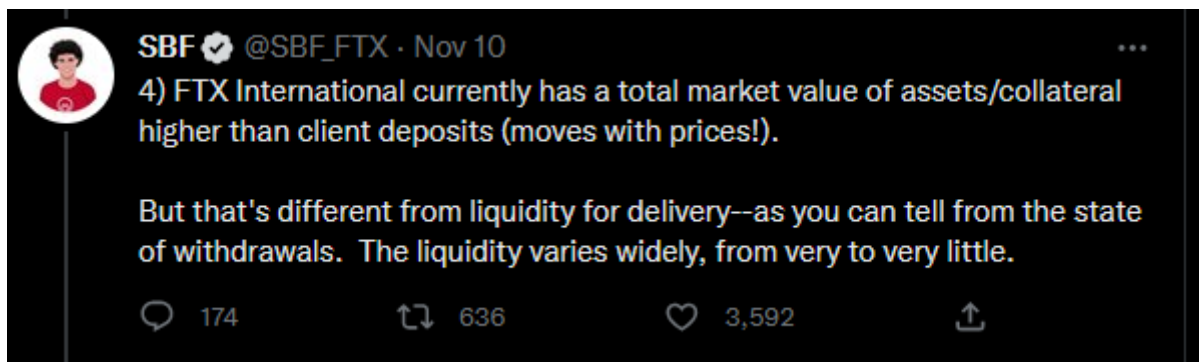 SBF @SBF_FTX · Nov 10
4) FTX International currently has a total market value of assets/collateral
higher than client deposits (moves with prices!).
But that's different from liquidity for delivery--as you can tell from the state
of withdrawals.  The liquidity varies widely, from very to very little.
174 636 3,592